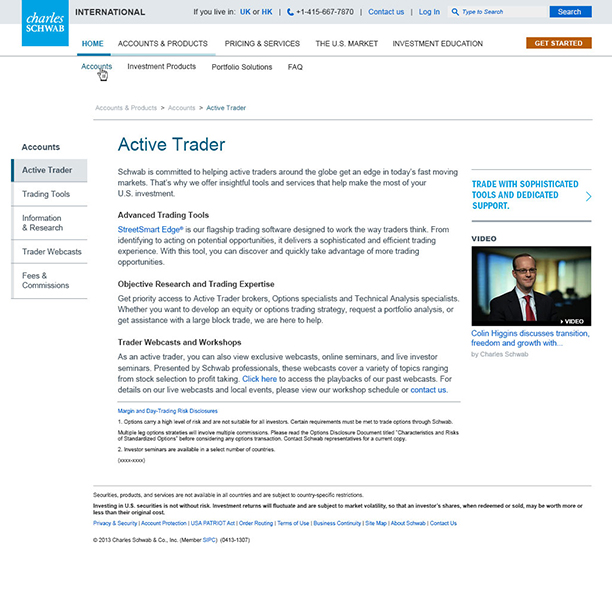 charles
SCHWAB
INTERNATIONAL
If you live in: UK or HK | +1-415-667-7870 | Contact us | Log In
Type to Search
Search
HOME ACCOUNTS & PRODUCTS PRICING & SERVICES THE U.S. MARKET INVESTMENT EDUCATION
GET STARTED
Accounts Investment Products Portfolio Solutions FAQ
Accounts & Products > Accounts > Active Trader
Accounts
Active Trader
Trading Tools
Information
& Research
Trader Webcasts
Fees &
Commissions
Active Trader
Schwab is committed to helping active traders around the globe get an edge in today's fast moving
markets. That's why we offer insightful tools and services that help make the most of your
U.S. investment.
Advanced Trading Tools
StreetSmart Edge® is our flagship trading software designed to work the way traders think. From
identifying to acting on potential opportunities, it delivers a sophisticated and efficient trading
experience. With this tool, you can discover and quickly take advantage of more trading
opportunities.
Objective Research and Trading Expertise
Get priority access to Active Trader brokers, Options specialists and Technical Analysis specialists.
Whether you want to develop an equity or options trading strategy, request a portfolio analysis, or
get assistance with a large block trade, we are here to help.
Trader Webcasts and Workshops
As an active trader, you can also view exclusive webcasts, online seminars, and live investor
seminars. Presented by Schwab professionals, these webcasts cover a variety of topics ranging
from stock selection to profit taking. Click here to access the playbacks of our past webcasts. For
details on our live webcasts and local events, please view our workshop schedule or contact us.
Margin and Day-Trading Risk Disclosures
1. Options carry a high level of risk and are not suitable for all investors. Certain requirements must be met to trade options through Schwab.
Multiple leg options strateties will involve multiple commissions. Please read the Options Disclosure Document titled "Characteristics and Risks
of Standardized Options" before considering any options transaction. Contact Schwab representatives for a current copy.
2. Investor seminars are available in a select number of countries.
(xxxx-xxxx)
TRADE WITH SOPHISTICATED
TOOLS AND DEDICATED
SUPPORT.
VIDEO
VIDEO
Colin Higgins discusses transition,
freedom and growth with...
by Charles Schwab
Securities, products, and services are not available in all countries and are subject to country-specific restrictions.
Investing in U.S. securities is not without risk. Investment returns will fluctuate and are subject to market volatility, so that an investor's shares, when redeemed or sold, may be worth more or
less than their original cost.
Privacy & Security | Account Protection | USA PATRIOT Act | Order Routing | Terms of Use | Business Continuity | Site Map | About Schwab | Contact Us
© 2013 Charles Schwab & Co., Inc. (Member SIPC) (0413-1307)